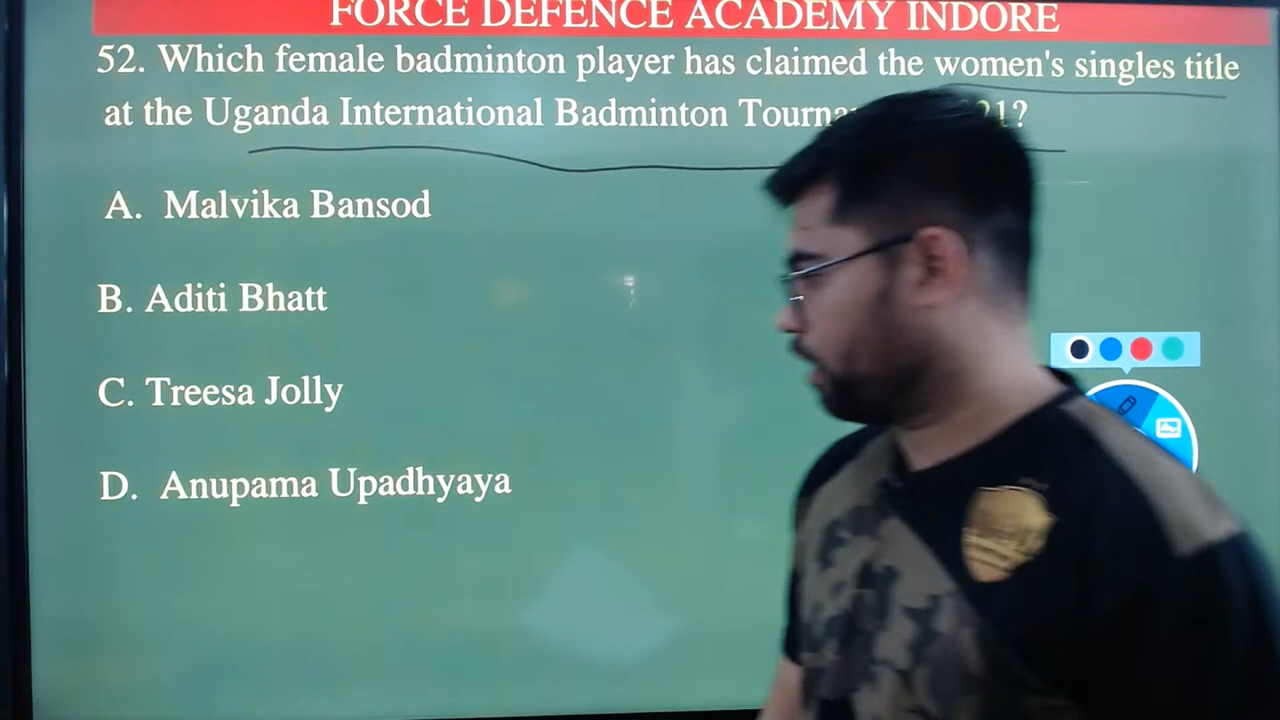 FORCE DEFENCE ACADEMY INDORE
52. Which female badminton player has claimed the women's singles title
at the Uganda International Badminton 21?
A. Malvika Bansod
B. Aditi Bhatt
C. Treesa Jolly
D. Anupama Upadhyaya